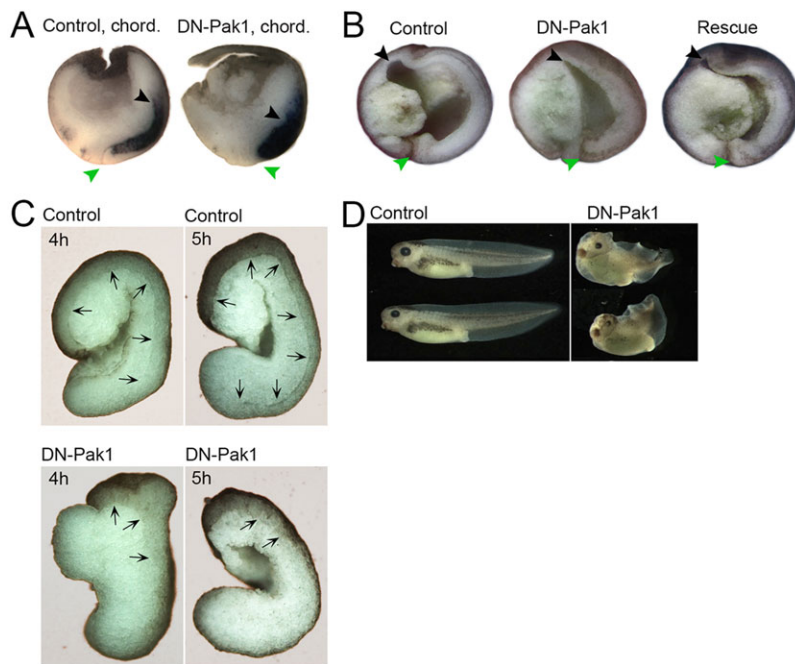 A
Control, chord. DN-Pak1, chord.
B
Control DN-Pak1 Rescue
C
Control Control
4h 5h
DN-Pak1 DN-Pak1
4h 5h
D
Control DN-Pak1